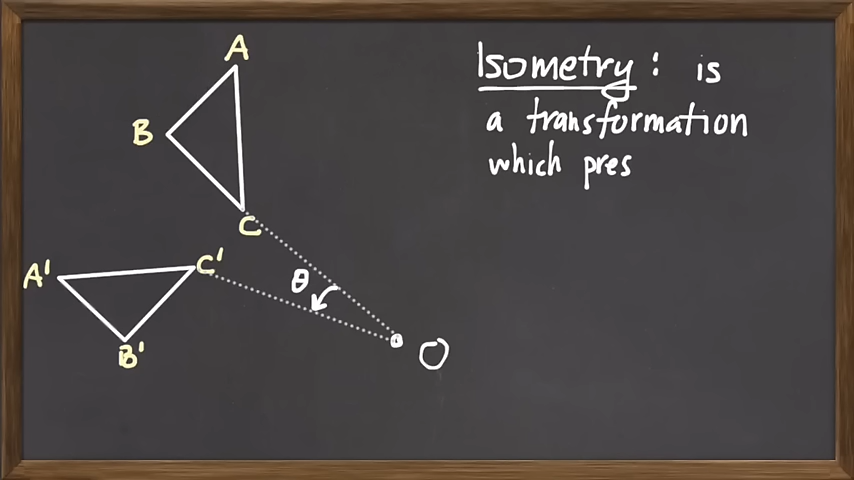 A
B
C
A'
C'
B'
θ
O
Isometry : is
a transformation
which pres